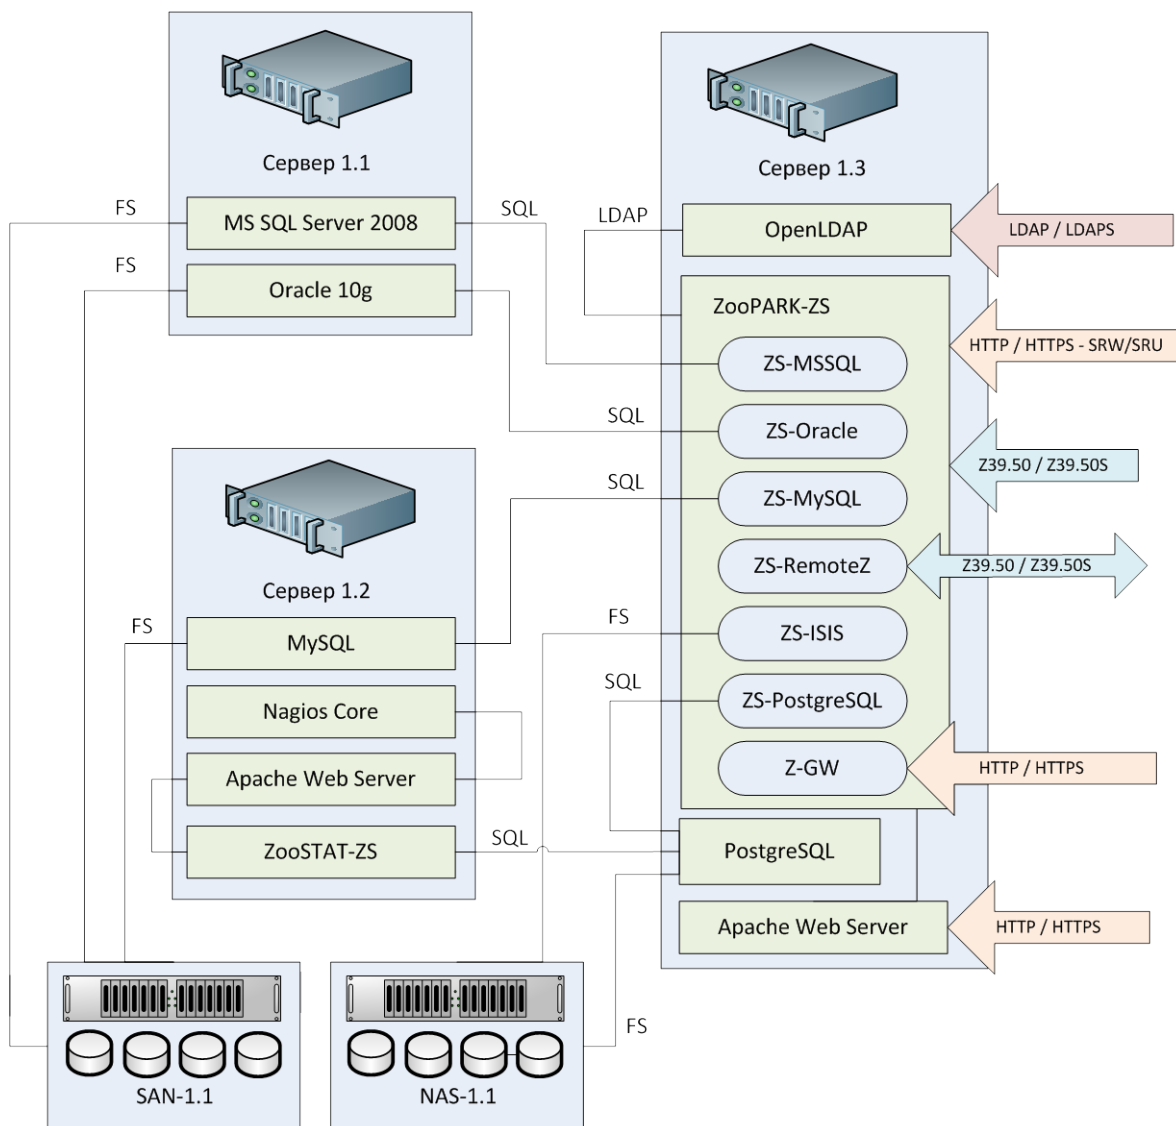 Сервер 1.1
FS
MS SQL Server 2008
SQL
FS
Oracle 10g
Сервер 1.3
LDAP
OpenLDAP
LDAP / LDAPS
ZooPARK-ZS
HTTP / HTTPS - SRW/SRU
ZS-MSSQL
SQL
ZS-Oracle
Z39.50 / Z39.50S
SQL
ZS-MySQL
ZS-RemoteZ
Z39.50 / Z39.50S
FS
ZS-ISIS
SQL
ZS-PostgreSQL
Z-GW
HTTP / HTTPS
PostgreSQL
Apache Web Server
HTTP / HTTPS
Сервер 1.2
FS
MySQL
Nagios Core
Apache Web Server
ZooSTAT-ZS
SQL
SAN-1.1
NAS-1.1
FS